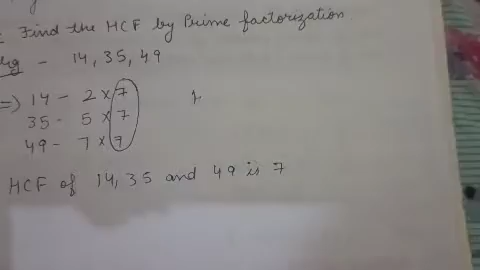 Find the HCF by Prime factorization.
eg - 14, 35, 49
=) 14 - 2 × 7
35 - 5 × 7
49 - 7 × 7
HCF of 14, 35 and 49 is 7